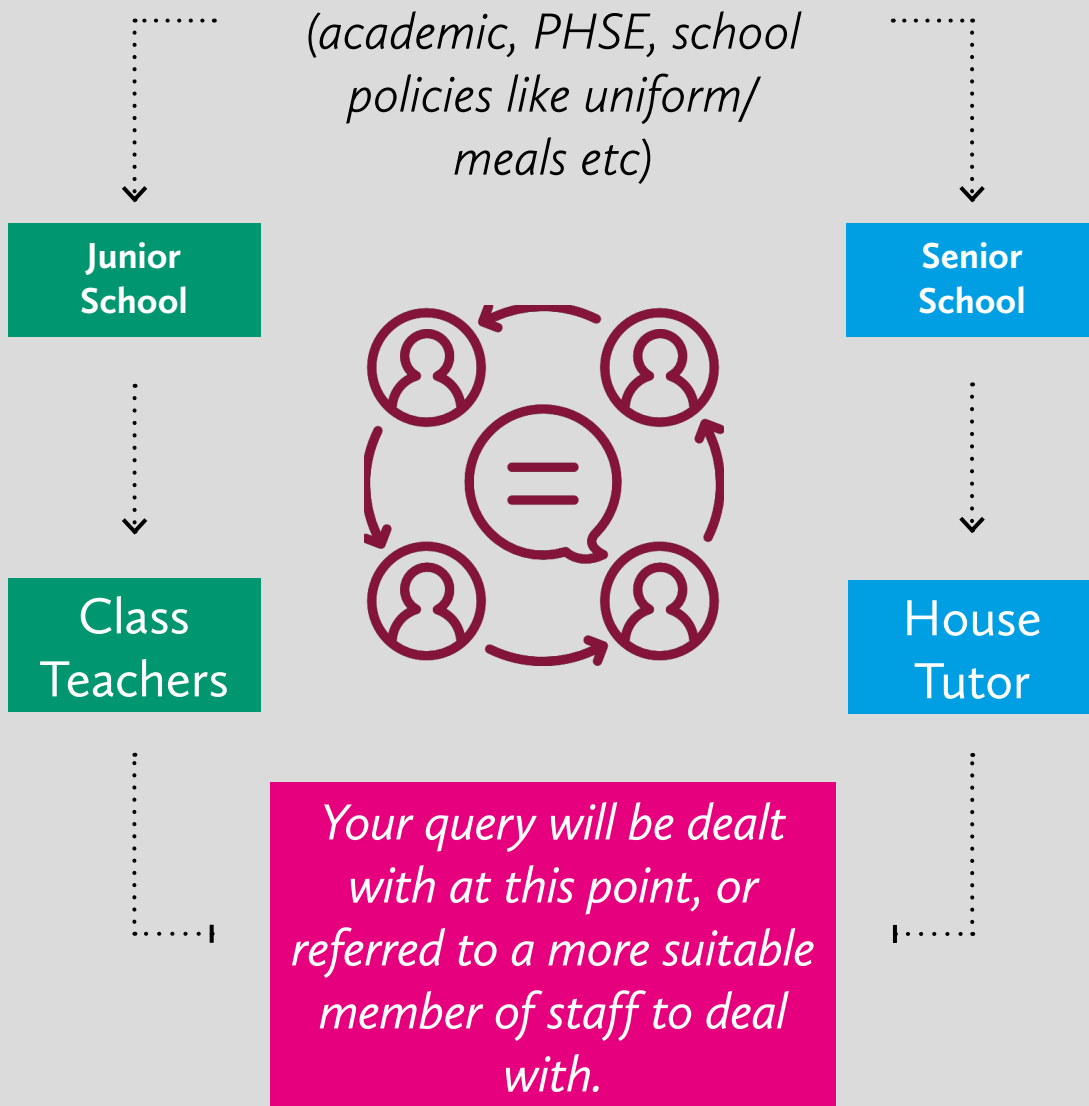 (academic, PHSE, school
policies like uniform/
meals etc)
Junior
School
Senior
School
Class
Teachers
House
Tutor
Your query will be dealt
with at this point, or
referred to a more suitable
member of staff to deal
with.